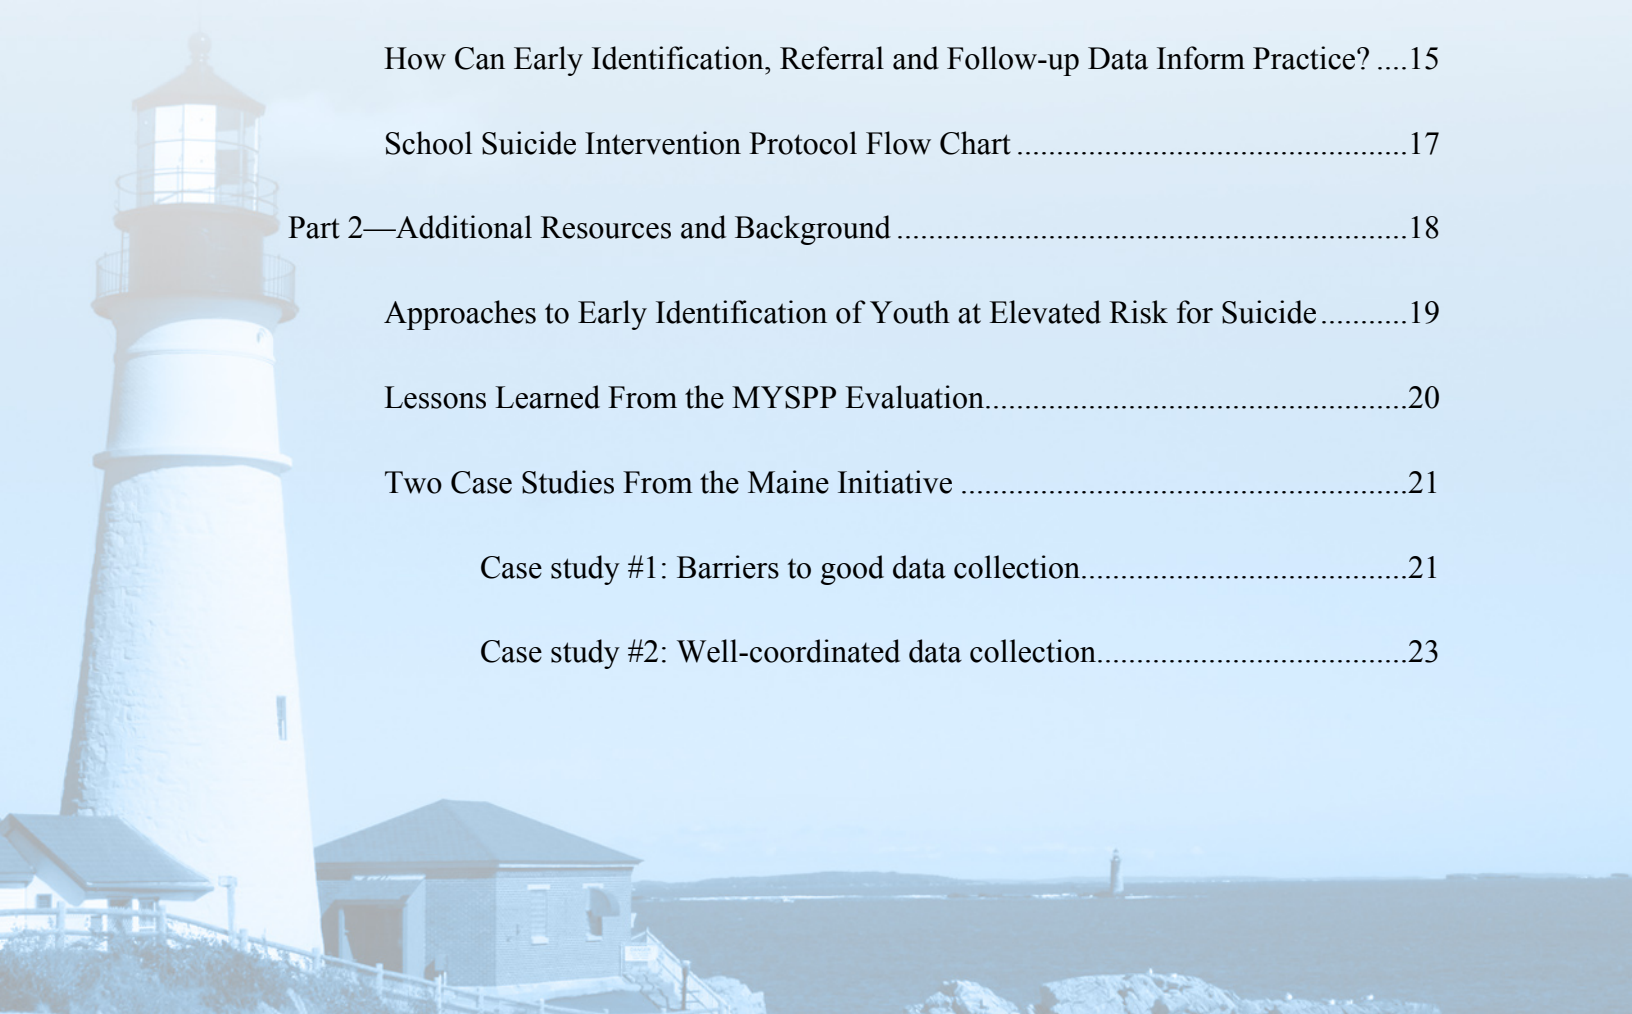 How Can Early Identification, Referral and Follow-up Data Inform Practice? ....15
School Suicide Intervention Protocol Flow Chart .................................................17
Part 2—Additional Resources and Background ................................................................18
Approaches to Early Identification of Youth at Elevated Risk for Suicide...........19
Lessons Learned From the MYSPP Evaluation.....................................................20
Two Case Studies From the Maine Initiative ........................................................21
Case study #1: Barriers to good data collection.........................................21
Case study #2: Well-coordinated data collection.......................................23